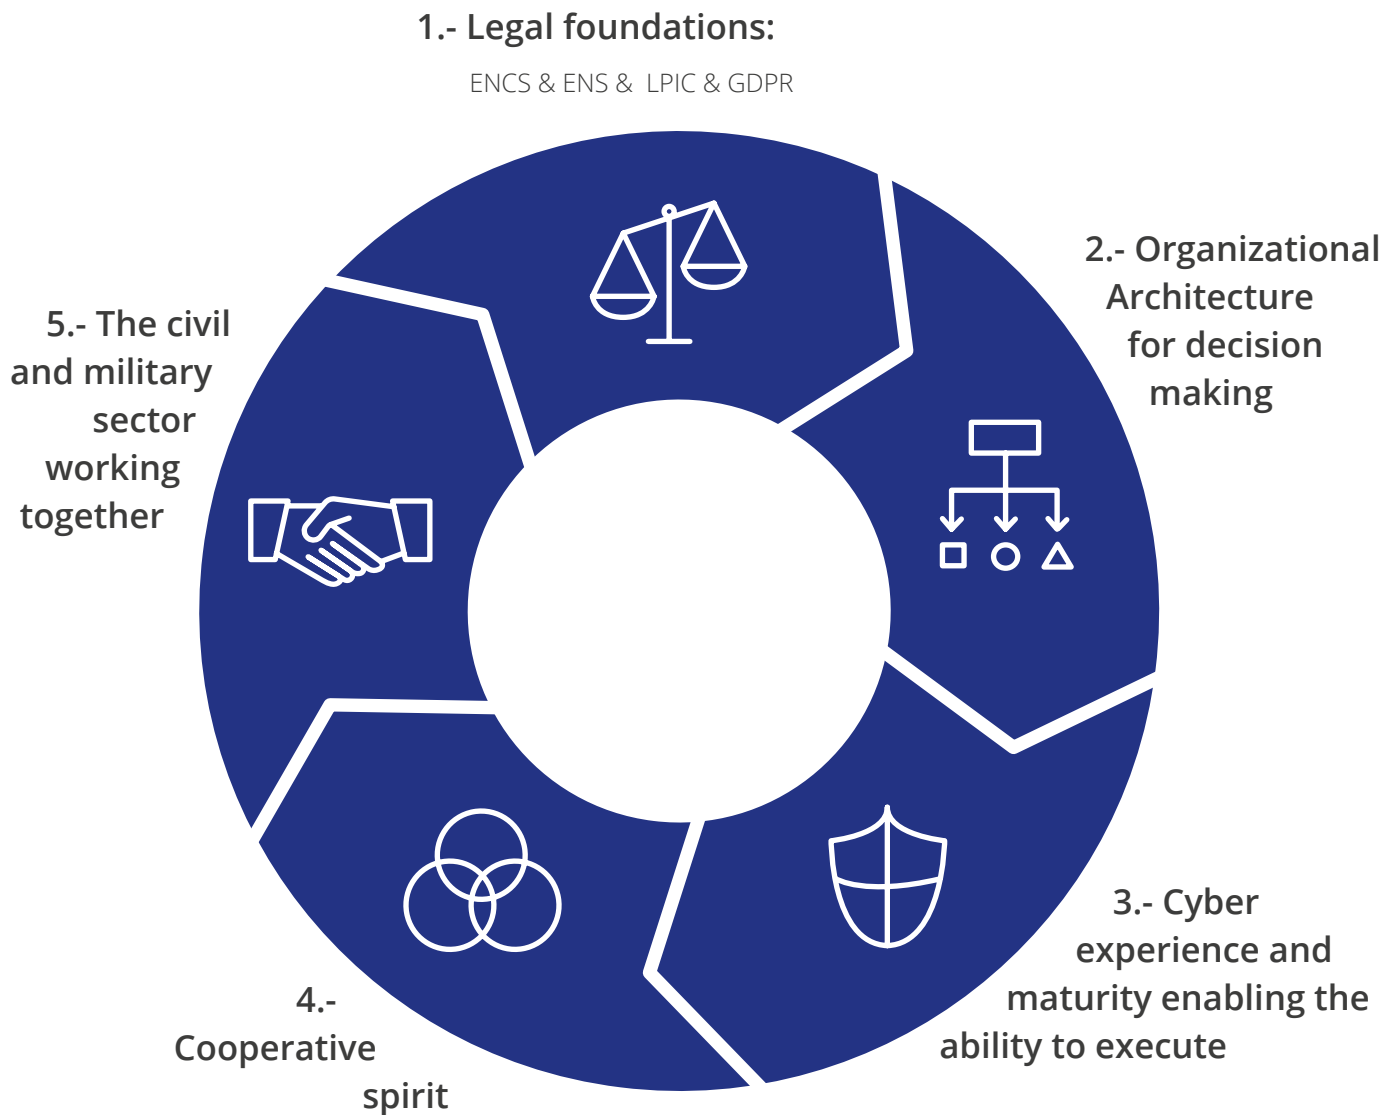 1.- Legal foundations:
ENCS & ENS & LPIC & GDPR
2.- Organizational
Architecture
for decision
making
3.- Cyber
experience and
maturity enabling the
ability to execute
4.-
Cooperative
spirit
5.- The civil
and military
sector
working
together